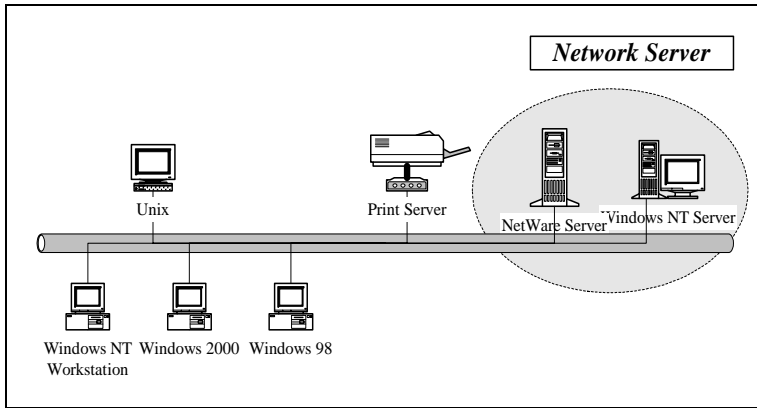 Network Server
Unix
Print Server
NetWare Server
Windows NT Server
Windows NT
Workstation
Windows 2000
Windows 98